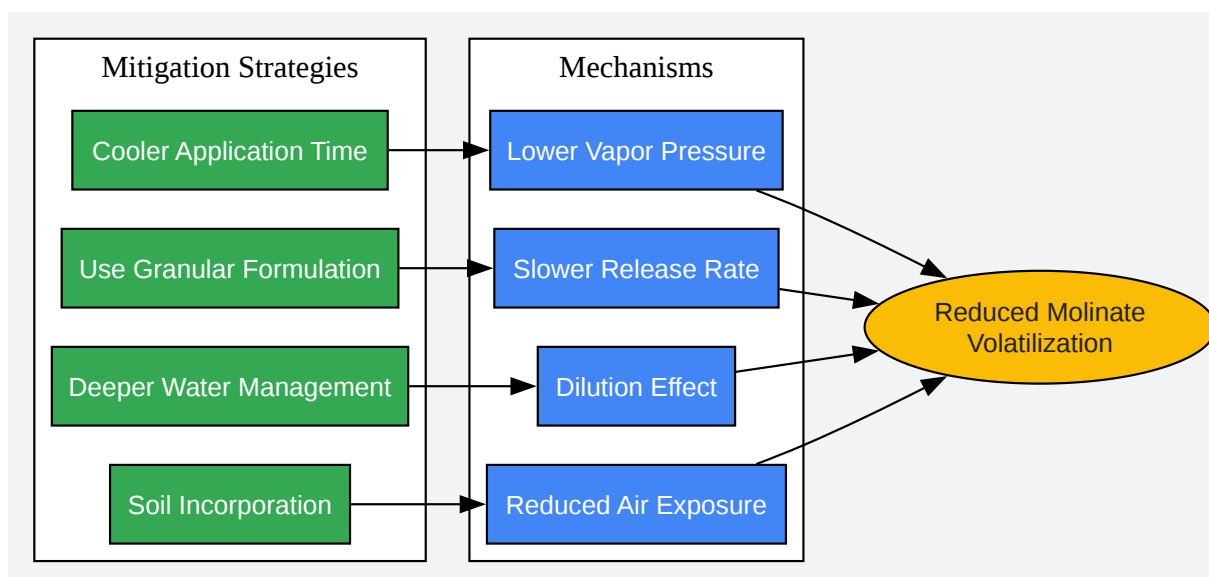 Mitigation Strategies
Mechanisms
Cooler Application Time
Lower Vapor Pressure
Use Granular Formulation
Slower Release Rate
Reduced Molinate
Volatilization
Deeper Water Management
Dilution Effect
Soil Incorporation
Reduced Air Exposure